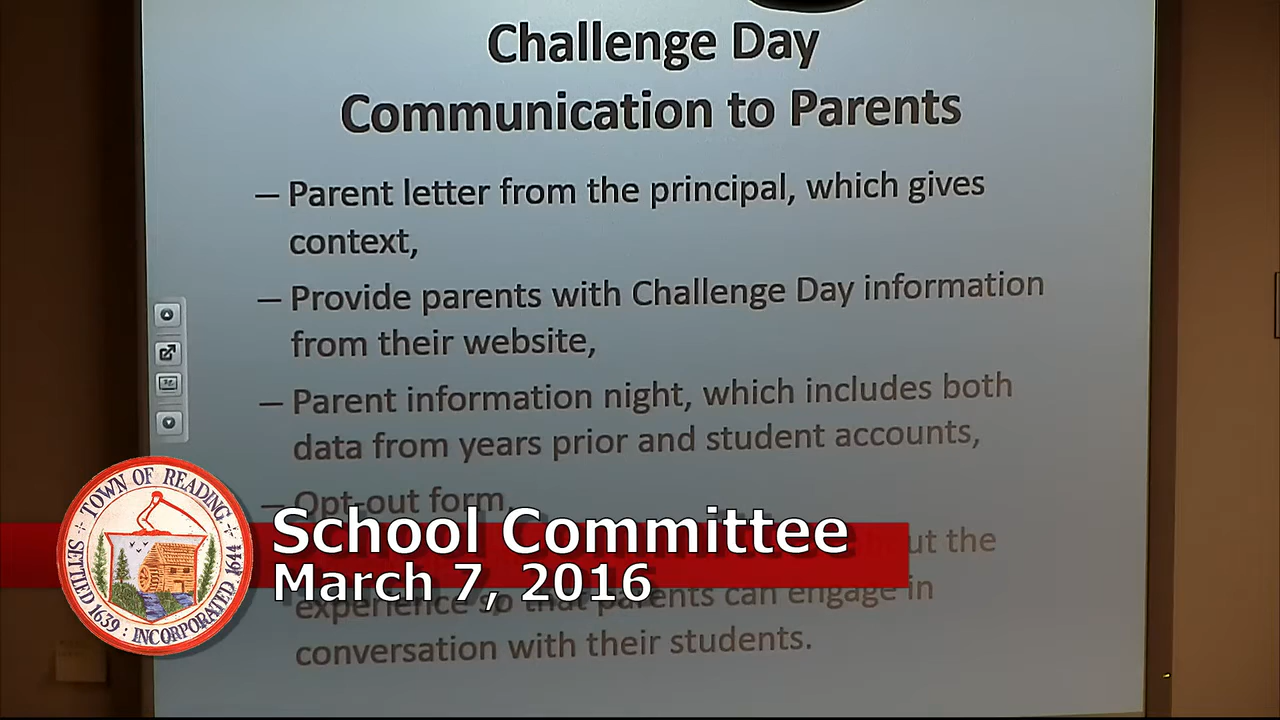 Challenge Day
Communication to Parents
– Parent letter from the principal, which gives
context,
– Provide parents with Challenge Day information
from their website,
– Parent information night, which includes both
data from years prior and student accounts,
– Opt-out form,
ut the
experience so that parents can engage in
conversation with their students.
School Committee
March 7, 2016
TOWN OF READING
SETTLED 1639 : INCORPORATED 1644